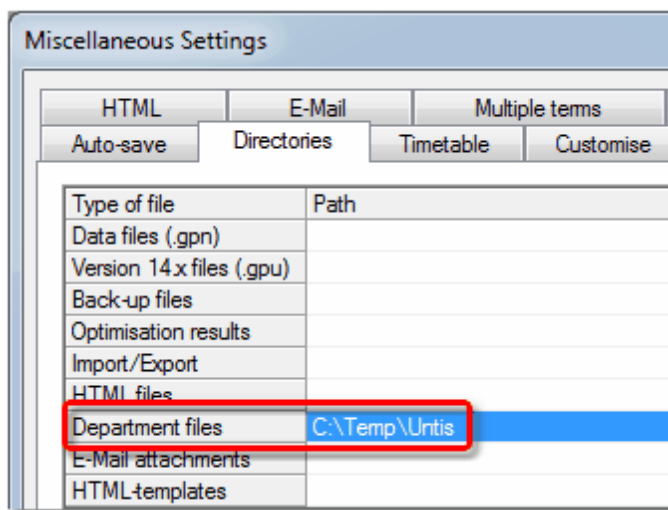 Miscellaneous Settings
HTML E-Mail Multiple terms
Auto-save Directories Timetable Customise
Type of file Path
Data files (.gpn)
Version 14.x files (.gpu)
Back-up files
Optimisation results
Import/Export
HTML files
Department files C:\Temp\Untis
E-Mail attachments
HTML-templates